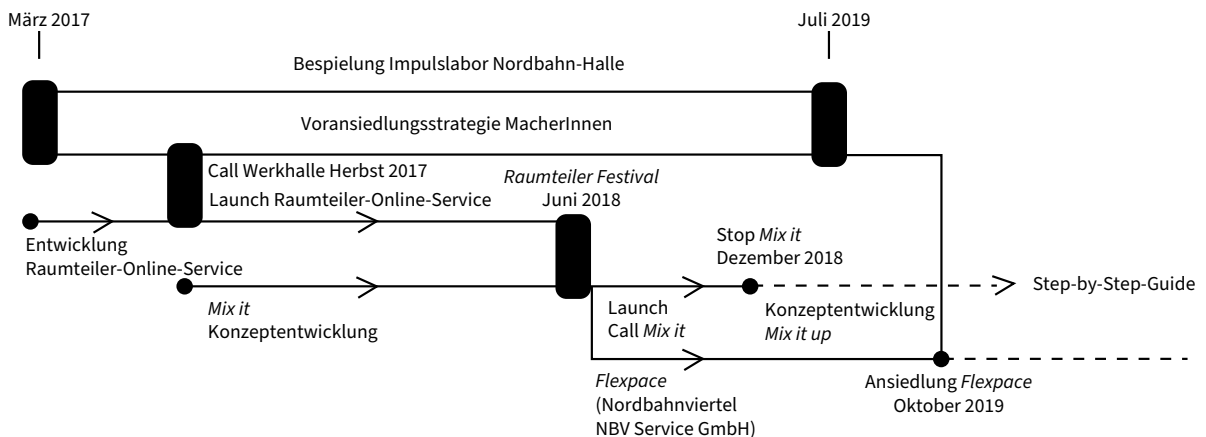 März 2017
Juli 2019
Bespielung Impulslabor Nordbahn-Halle
Voransiedlungsstrategie MacherInnen
Call Werkhalle Herbst 2017
Launch Raumteiler-Online-Service
Raumteiler Festival
Juni 2018
Entwicklung
Raumteiler-Online-Service
Stop Mix it
Dezember 2018
Step-by-Step-Guide
Mix it
Konzeptentwicklung
Launch
Call Mix it
Konzeptentwicklung
Mix it up
Flexpace
(Nordbahnviertel
NBV Service GmbH)
Ansiedlung Flexpace
Oktober 2019